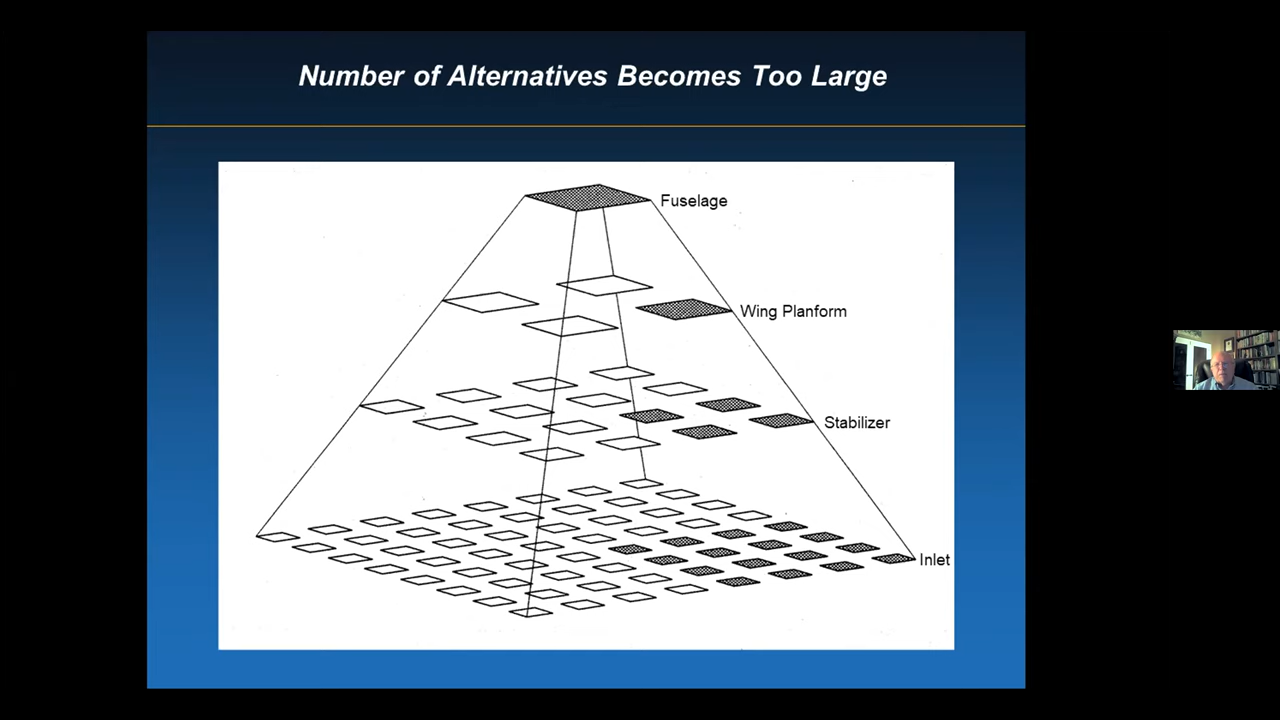 Number of Alternatives Becomes Too Large
Fuselage
Wing Planform
Stabilizer
Inlet